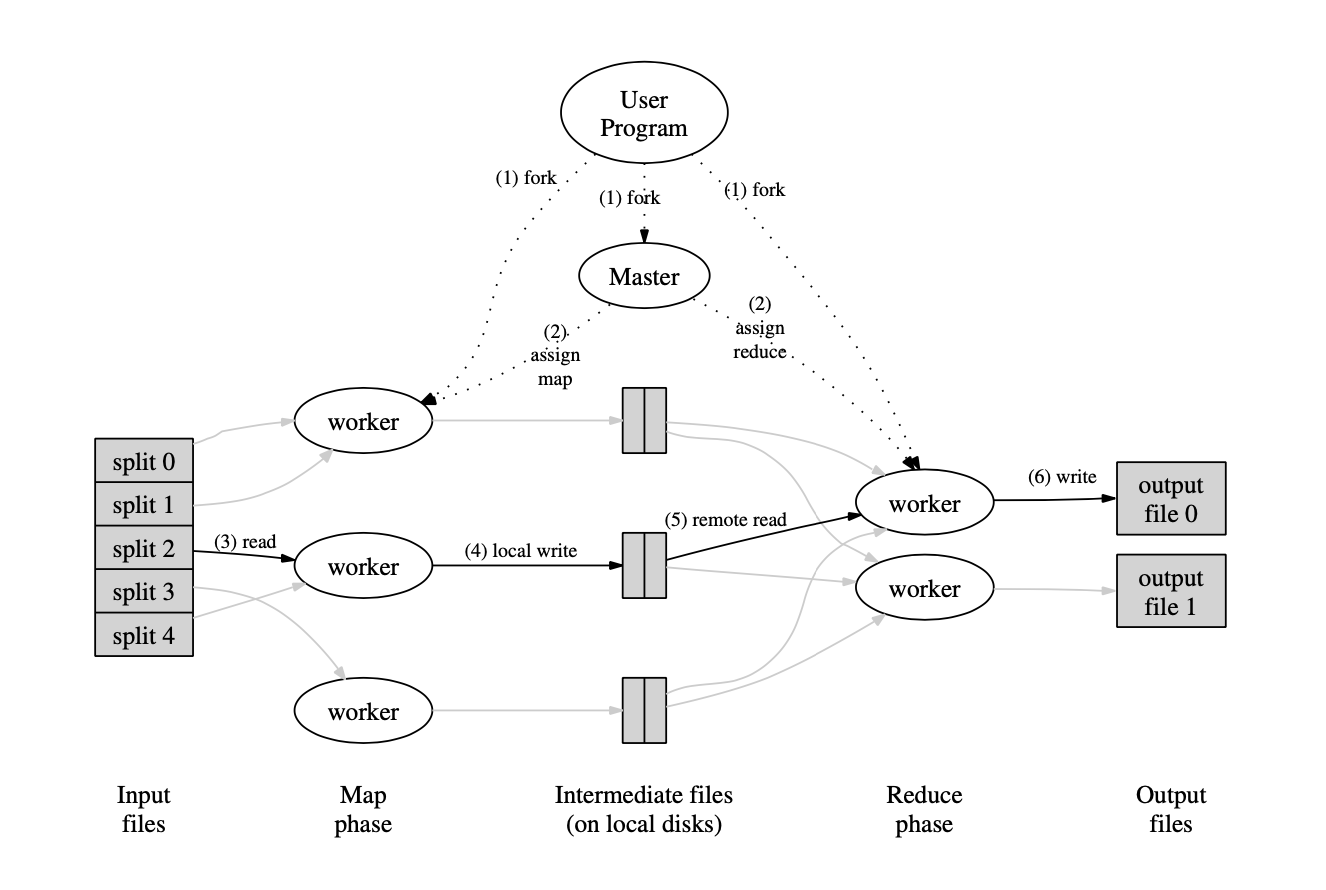 User
Program
(1) fork
(1) fork
(1) fork
Master
(2)
assign
map
(2)
assign
reduce
worker
split 0
split 1
split 2
split 3
split 4
(3) read
worker
(4) local write
(5) remote read
worker
(6) write
output
file 0
worker
output
file 1
worker
Input
files
Map
phase
Intermediate files
(on local disks)
Reduce
phase
Output
files